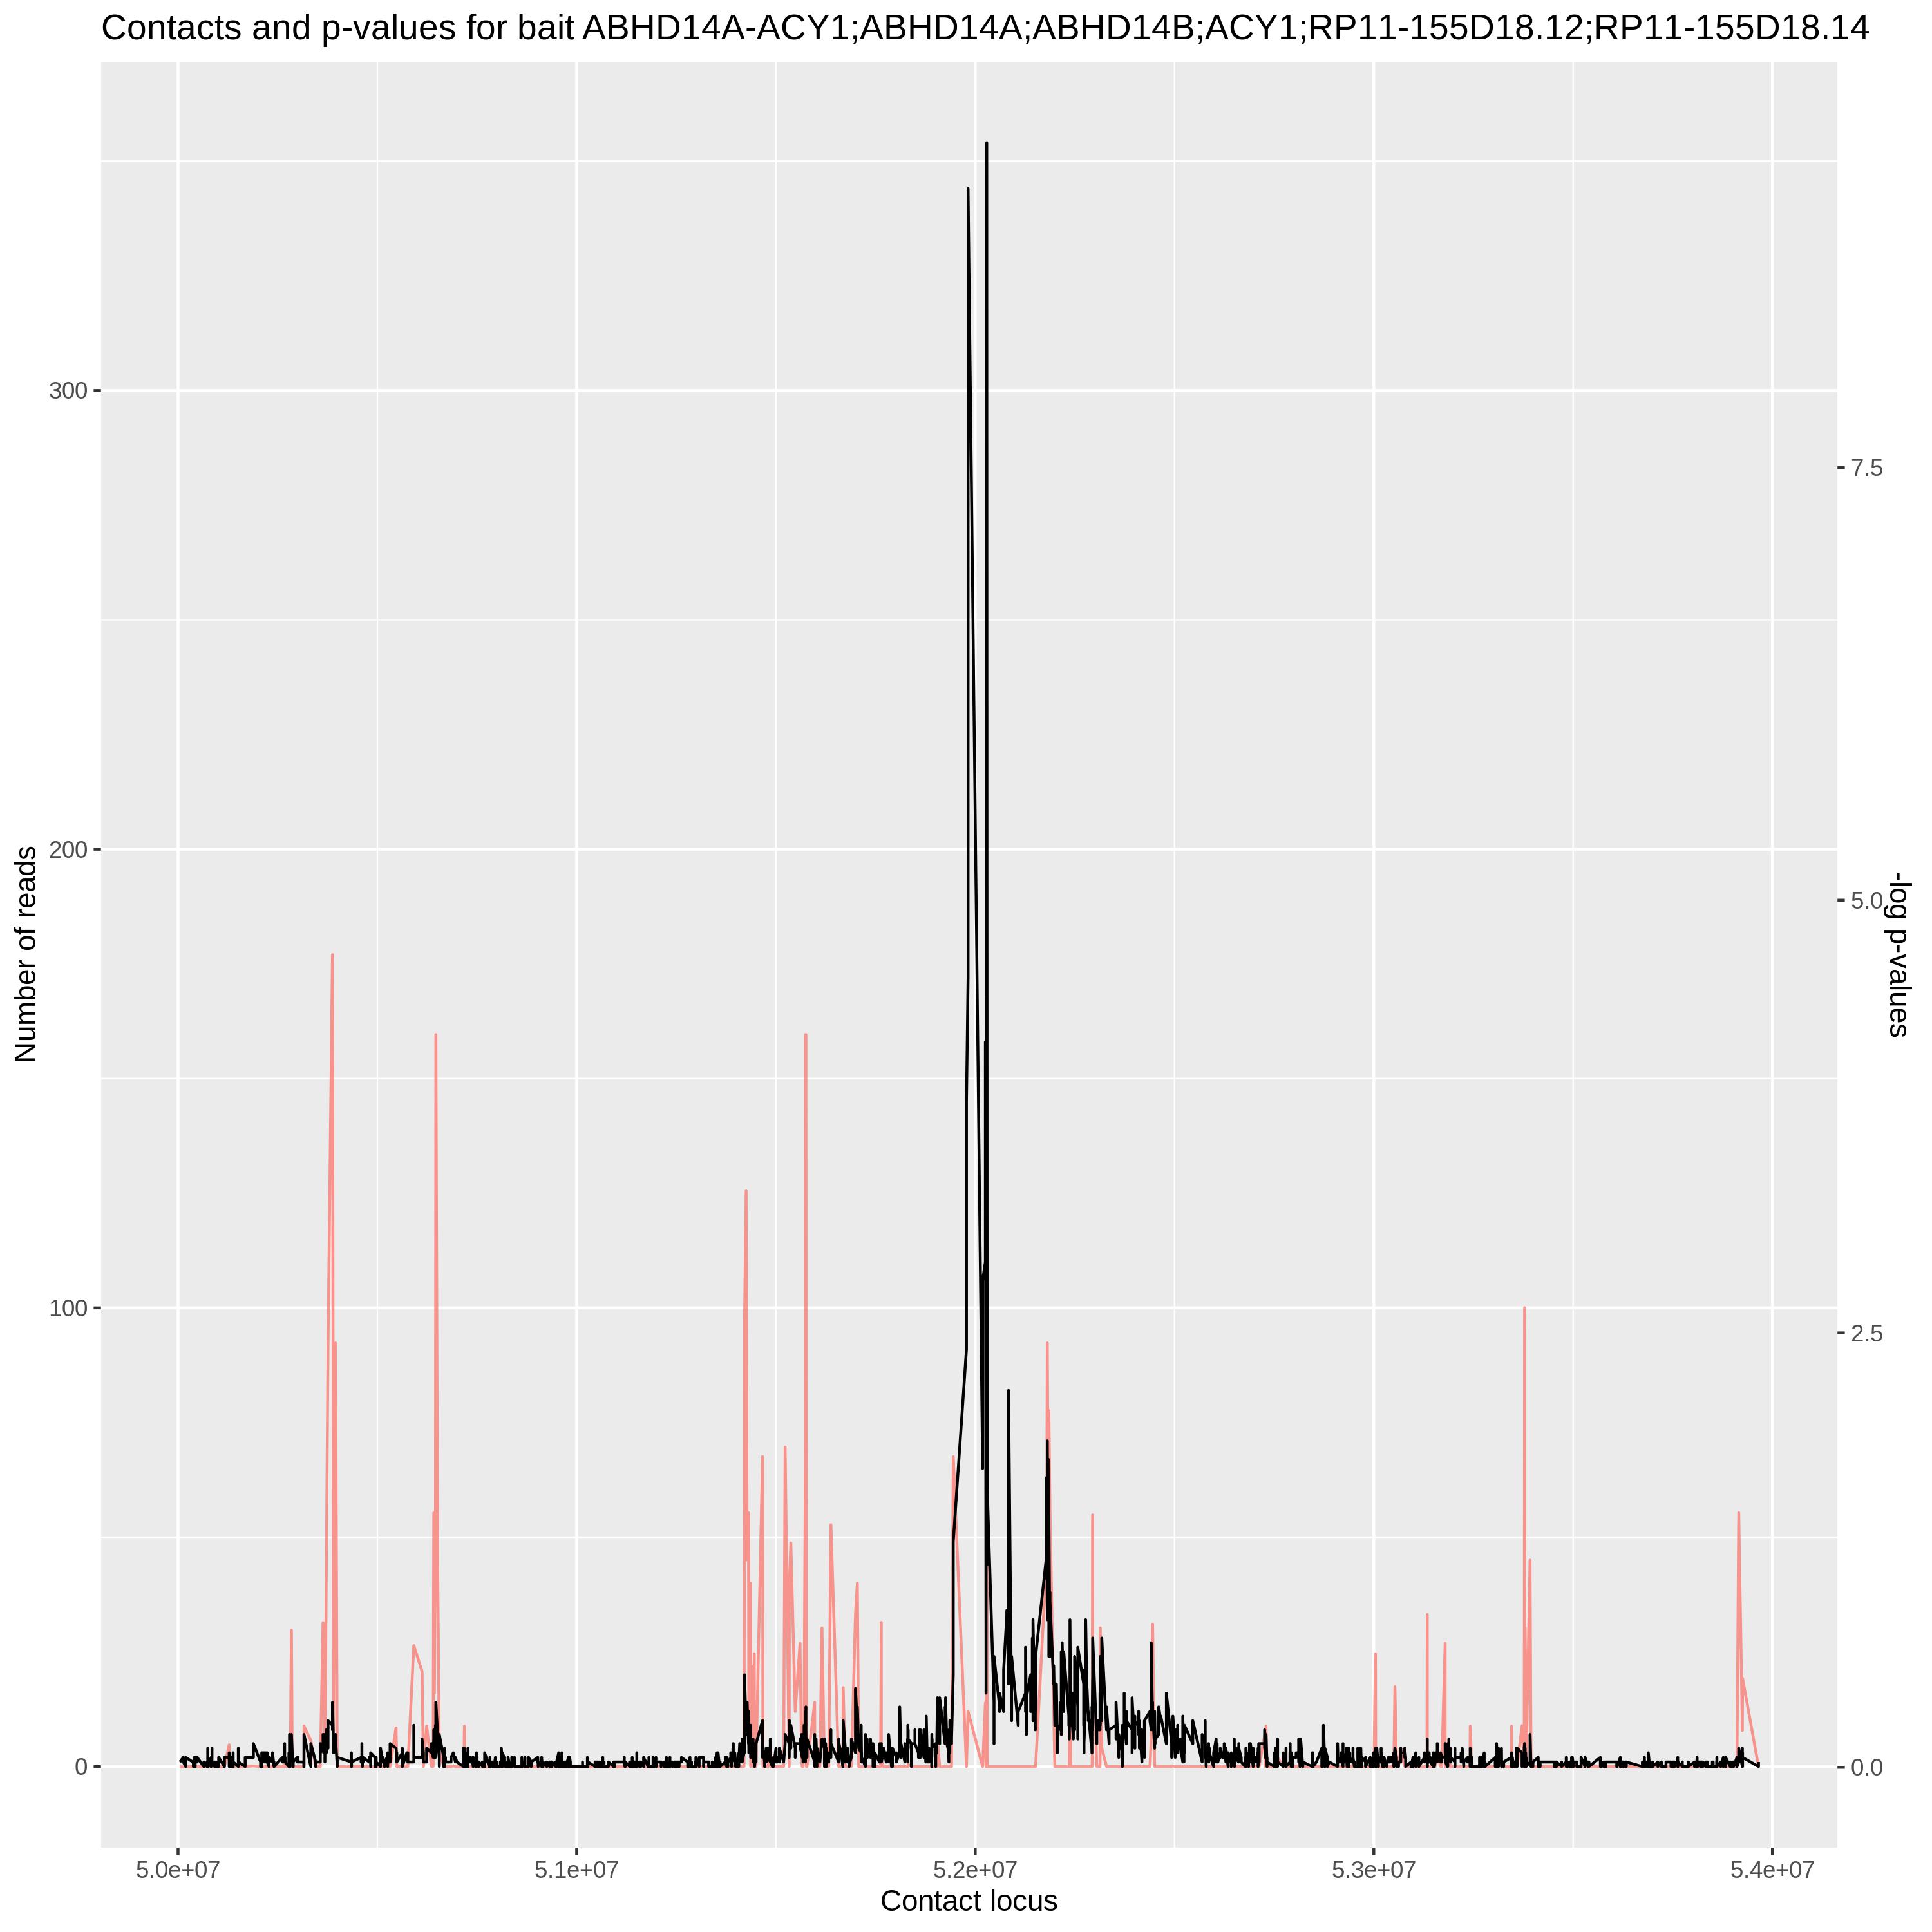 Contacts and p-values for bait ABHD14A-ACY1;ABHD14A;ABHD14B;ACY1;RP11-155D18.12;RP11-155D18.14
Number of reads
300
200
100
0
7.5
5.0
2.5
0.0
-log p-values
5.0e+07
5.1e+07
5.2e+07
5.3e+07
5.4e+07
Contact locus